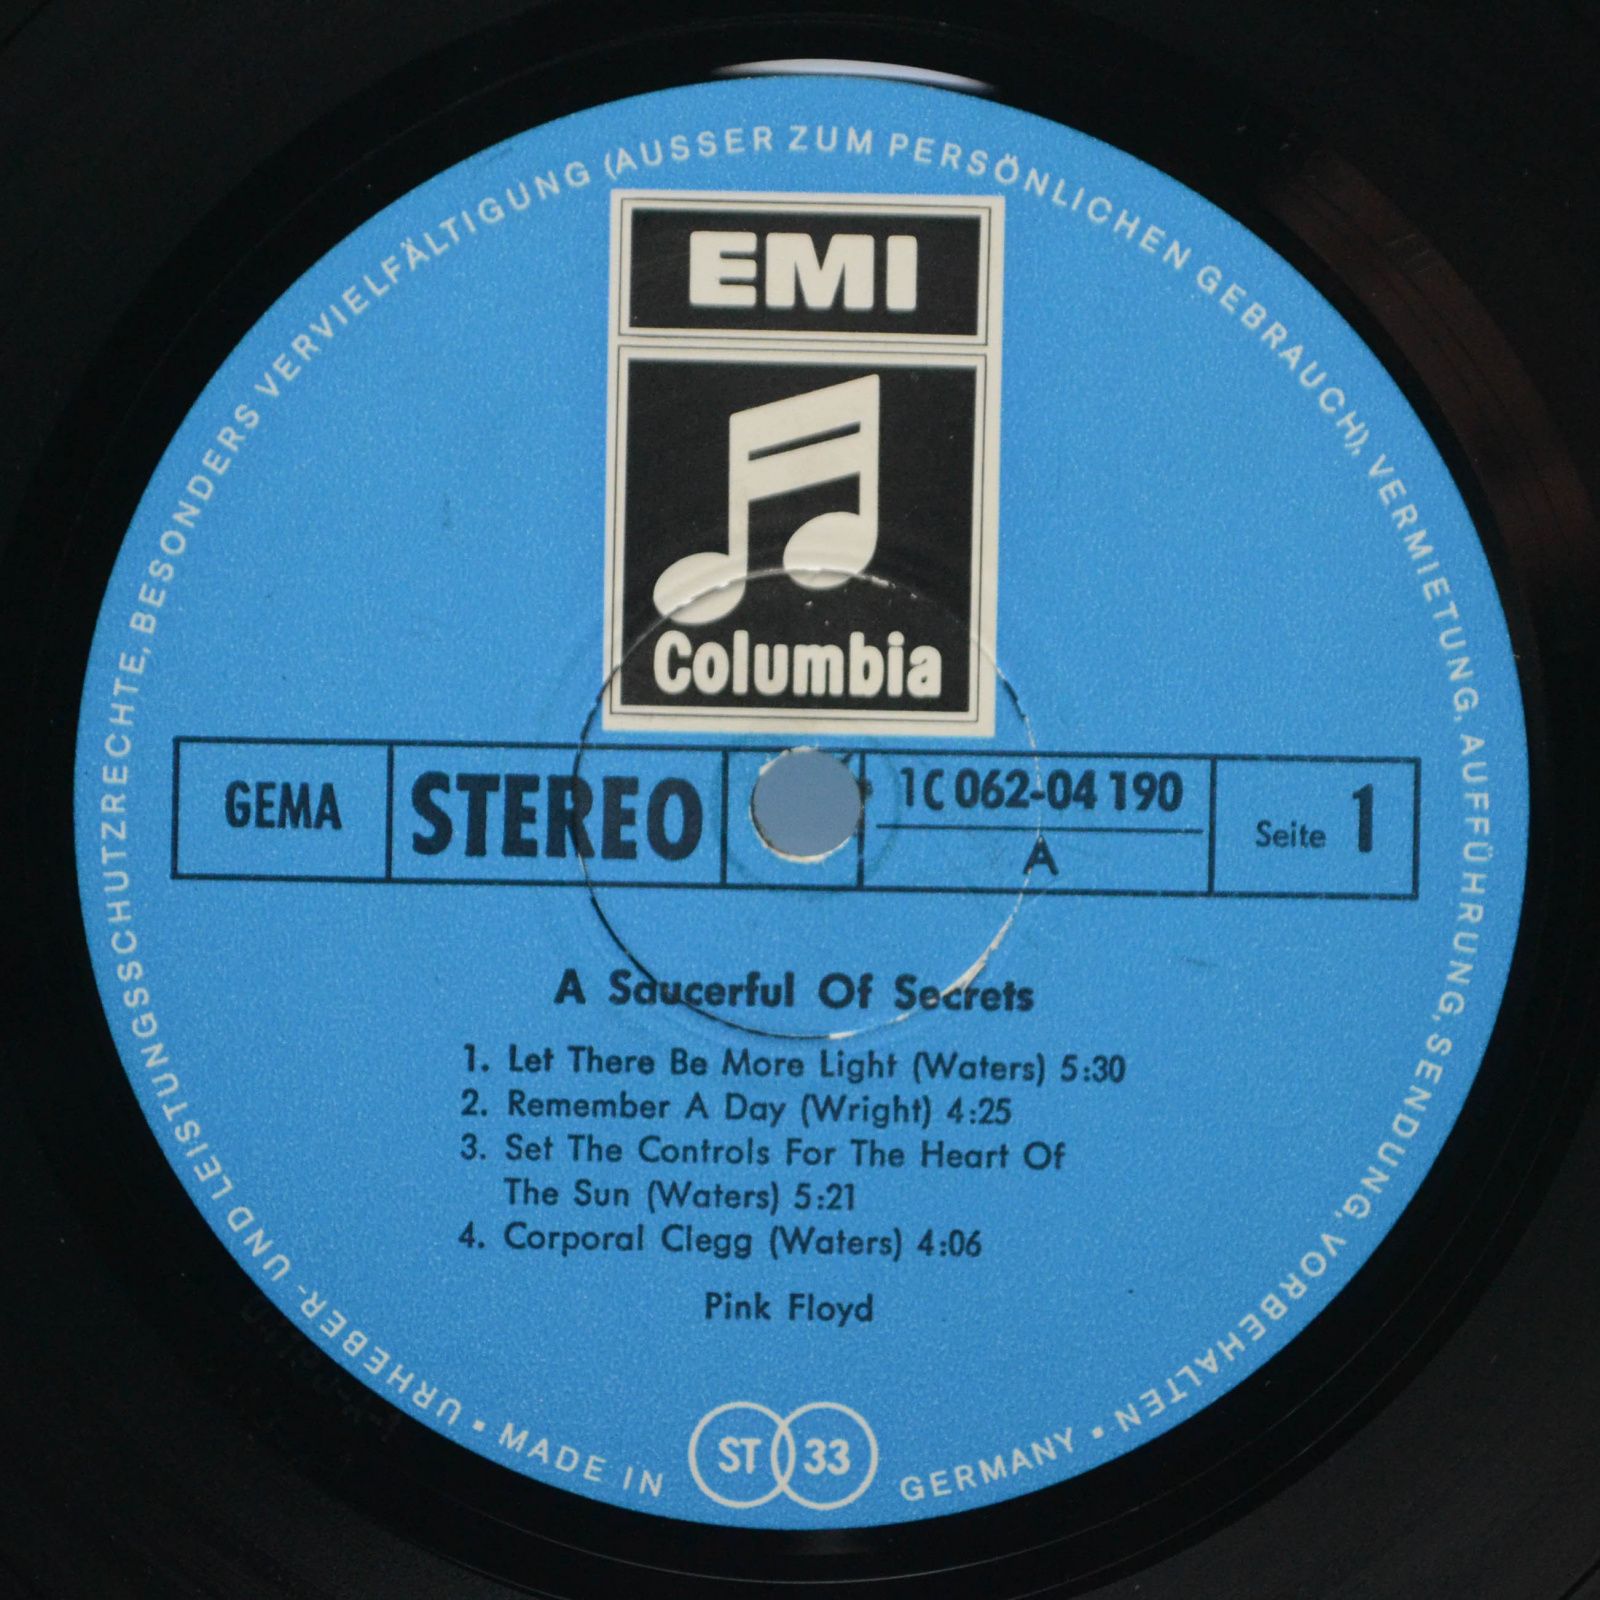 URHEBER- UND LEISTUNGSSCHUTZRECHTE, BESONDERS VERVIELFÄLTIGUNG (AUSSER ZUM PERSÖNLICHEN GEBRAUCH), VERMIETUNG, AUFFÜHRUNG, SENDUNG, VORBEHALTEN
EMI
Columbia
GEMA
STEREO
1C 062-04 190
A
Seite 1
A Saucerful Of Secrets
1. Let There Be More Light (Waters) 5:30
2. Remember A Day (Wright) 4:25
3. Set The Controls For The Heart Of
The Sun (Waters) 5:21
4. Corporal Clegg (Waters) 4:06
Pink Floyd
• MADE IN ST 33 GERMANY •